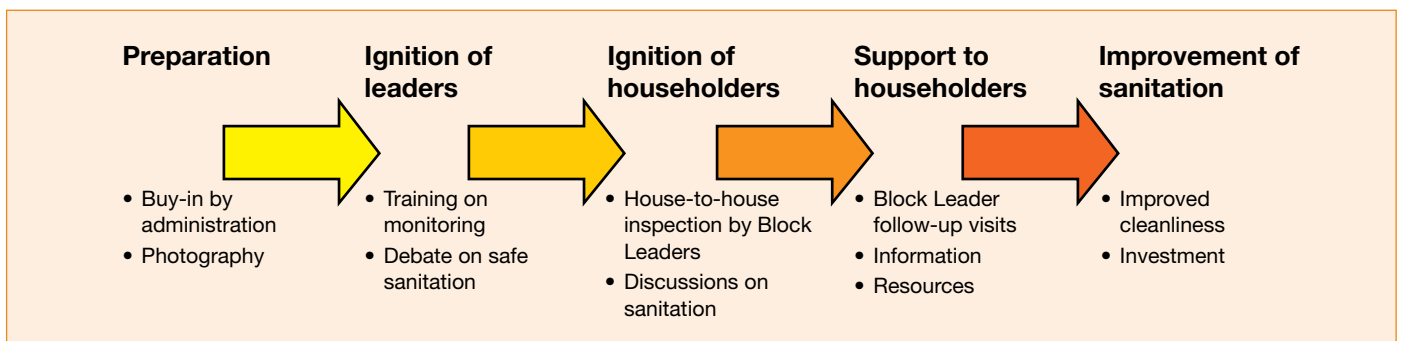 Preparation
Ignition of
leaders
Ignition of
householders
Support to
householders
Improvement of
sanitation
• Buy-in by
administration
• Photography
• Training on
monitoring
• Debate on safe
sanitation
• House-to-house
inspection by Block
Leaders
• Discussions on
sanitation
• Block Leader
follow-up visits
• Information
• Resources
• Improved
cleanliness
• Investment